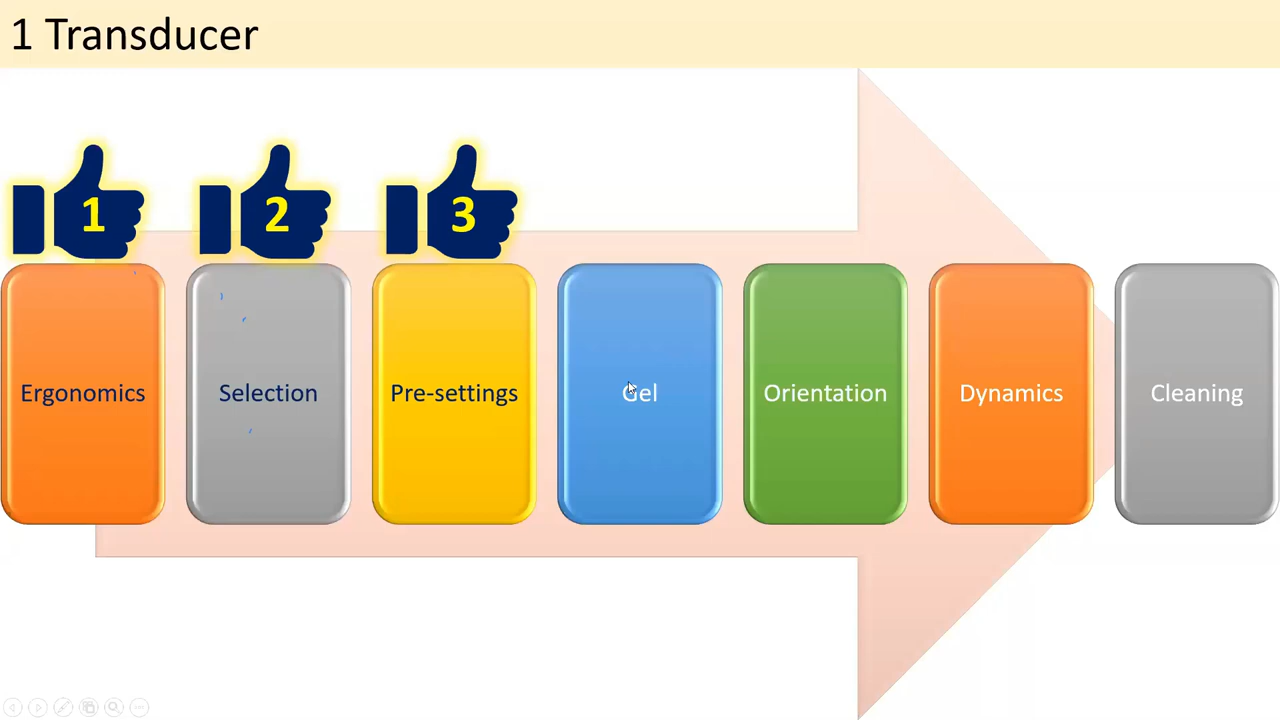 1 Transducer
1 2 3
Ergonomics Selection Pre-settings Gel Orientation Dynamics Cleaning